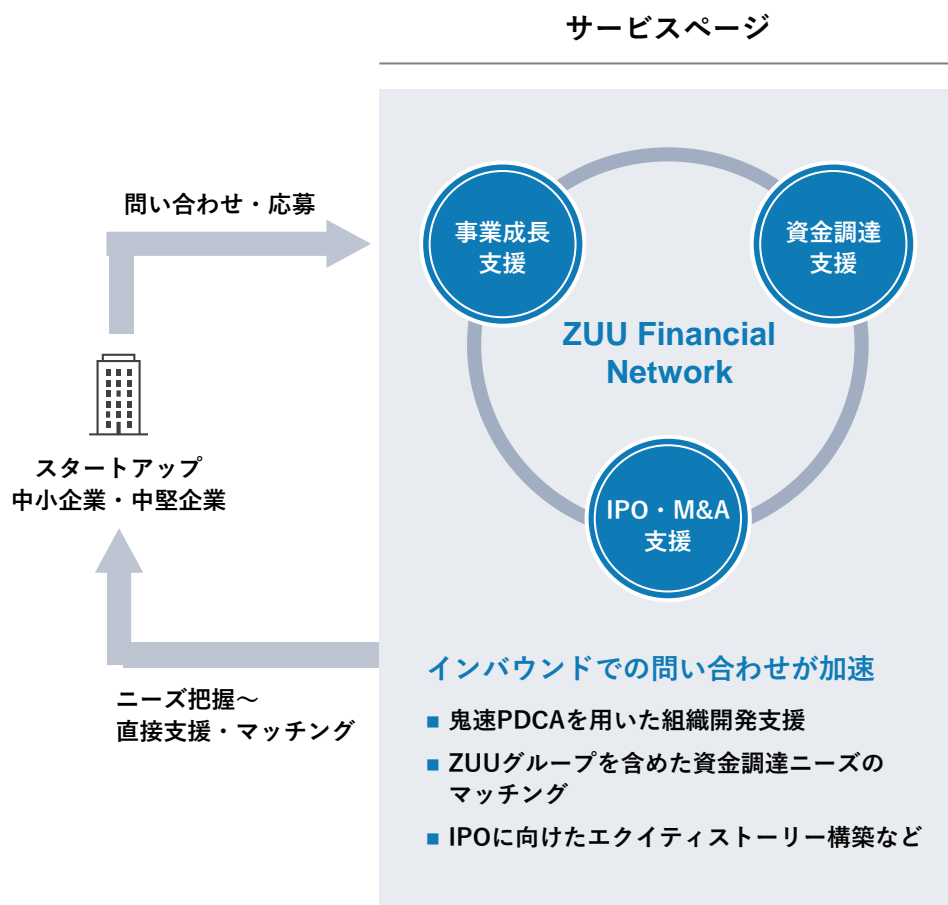 サービスページ
問い合わせ・応募
事業成長
支援
資金調達
支援
ZUU Financial
Network
IPO・M&A
支援
スタートアップ
中小企業・中堅企業
ニーズ把握～
直接支援・マッチング
インバウンドでの問い合わせが加速
■ 鬼速PDCAを用いた組織開発支援
■ ZUUグループを含めた資金調達ニーズの
マッチング
■ IPOに向けたエクイティストーリー構築など